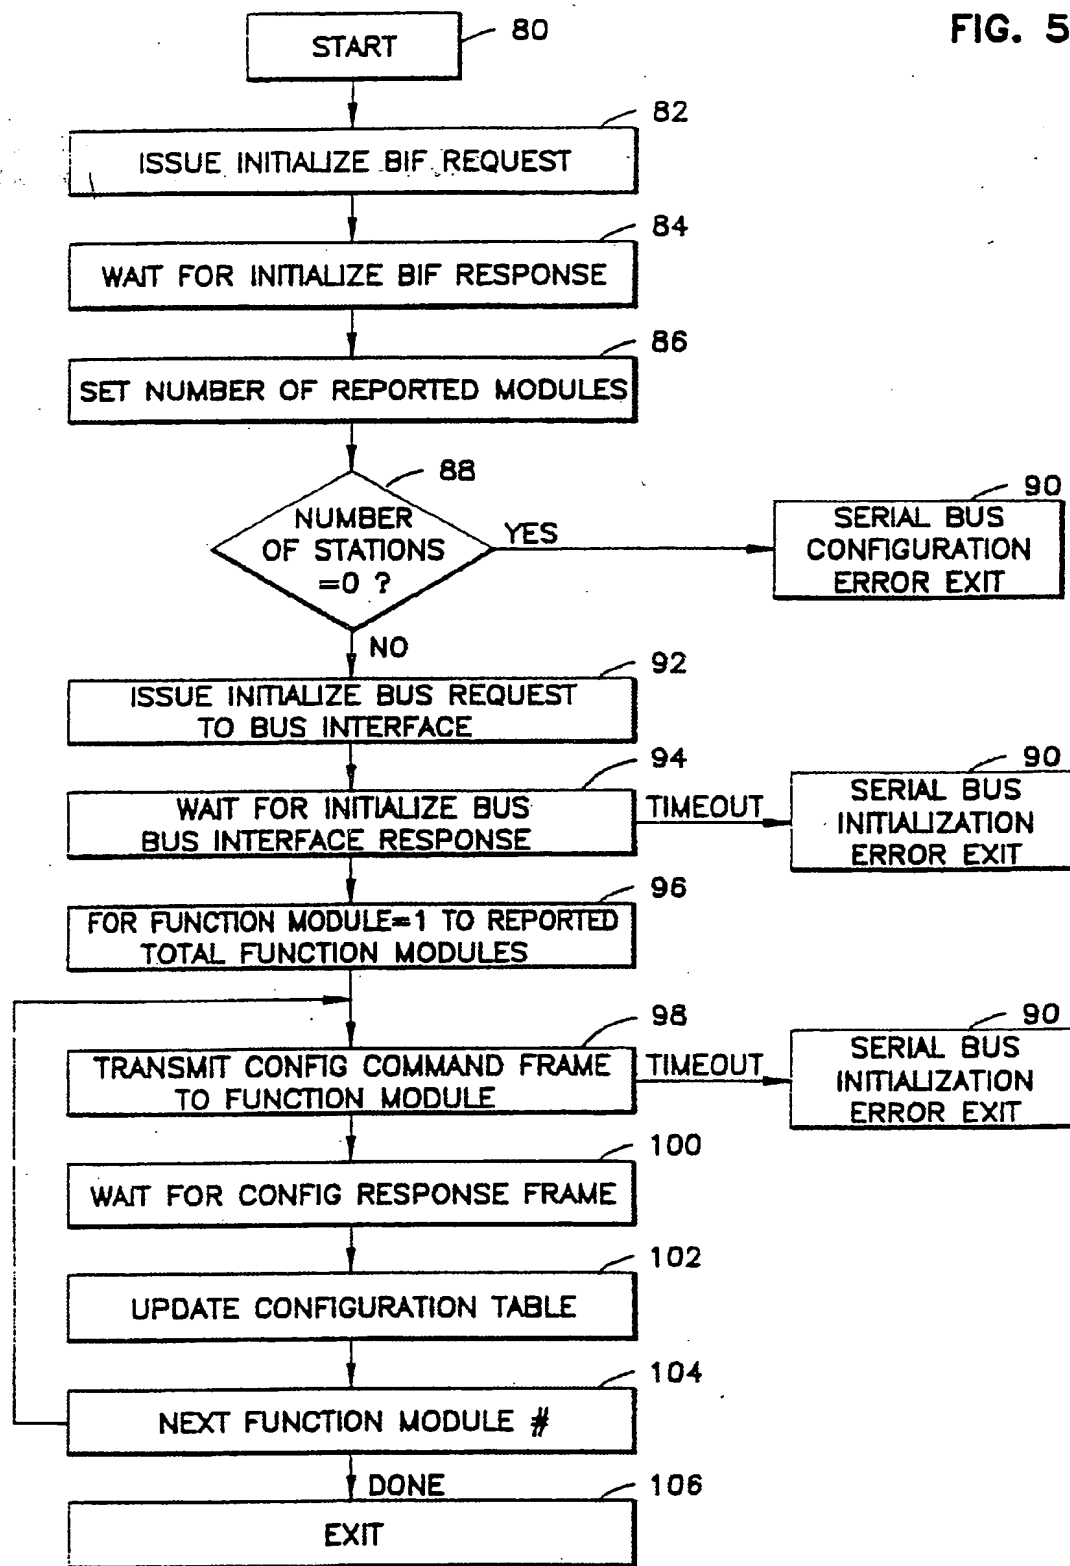 FIG. 5
START
80
82
ISSUE INITIALIZE BIF REQUEST
84
WAIT FOR INITIALIZE BIF RESPONSE
86
SET NUMBER OF REPORTED MODULES
88
NUMBER
OF STATIONS
=0 ?
YES
90
SERIAL BUS
CONFIGURATION
ERROR EXIT
NO
92
ISSUE INITIALIZE BUS REQUEST
TO BUS INTERFACE
94
WAIT FOR INITIALIZE BUS
BUS INTERFACE RESPONSE
TIMEOUT
90
SERIAL BUS
INITIALIZATION
ERROR EXIT
96
FOR FUNCTION MODULE=1 TO REPORTED
TOTAL FUNCTION MODULES
98
TRANSMIT CONFIG COMMAND FRAME
TO FUNCTION MODULE
TIMEOUT
90
SERIAL BUS
INITIALIZATION
ERROR EXIT
100
WAIT FOR CONFIG RESPONSE FRAME
102
UPDATE CONFIGURATION TABLE
104
NEXT FUNCTION MODULE #
DONE
106
EXIT